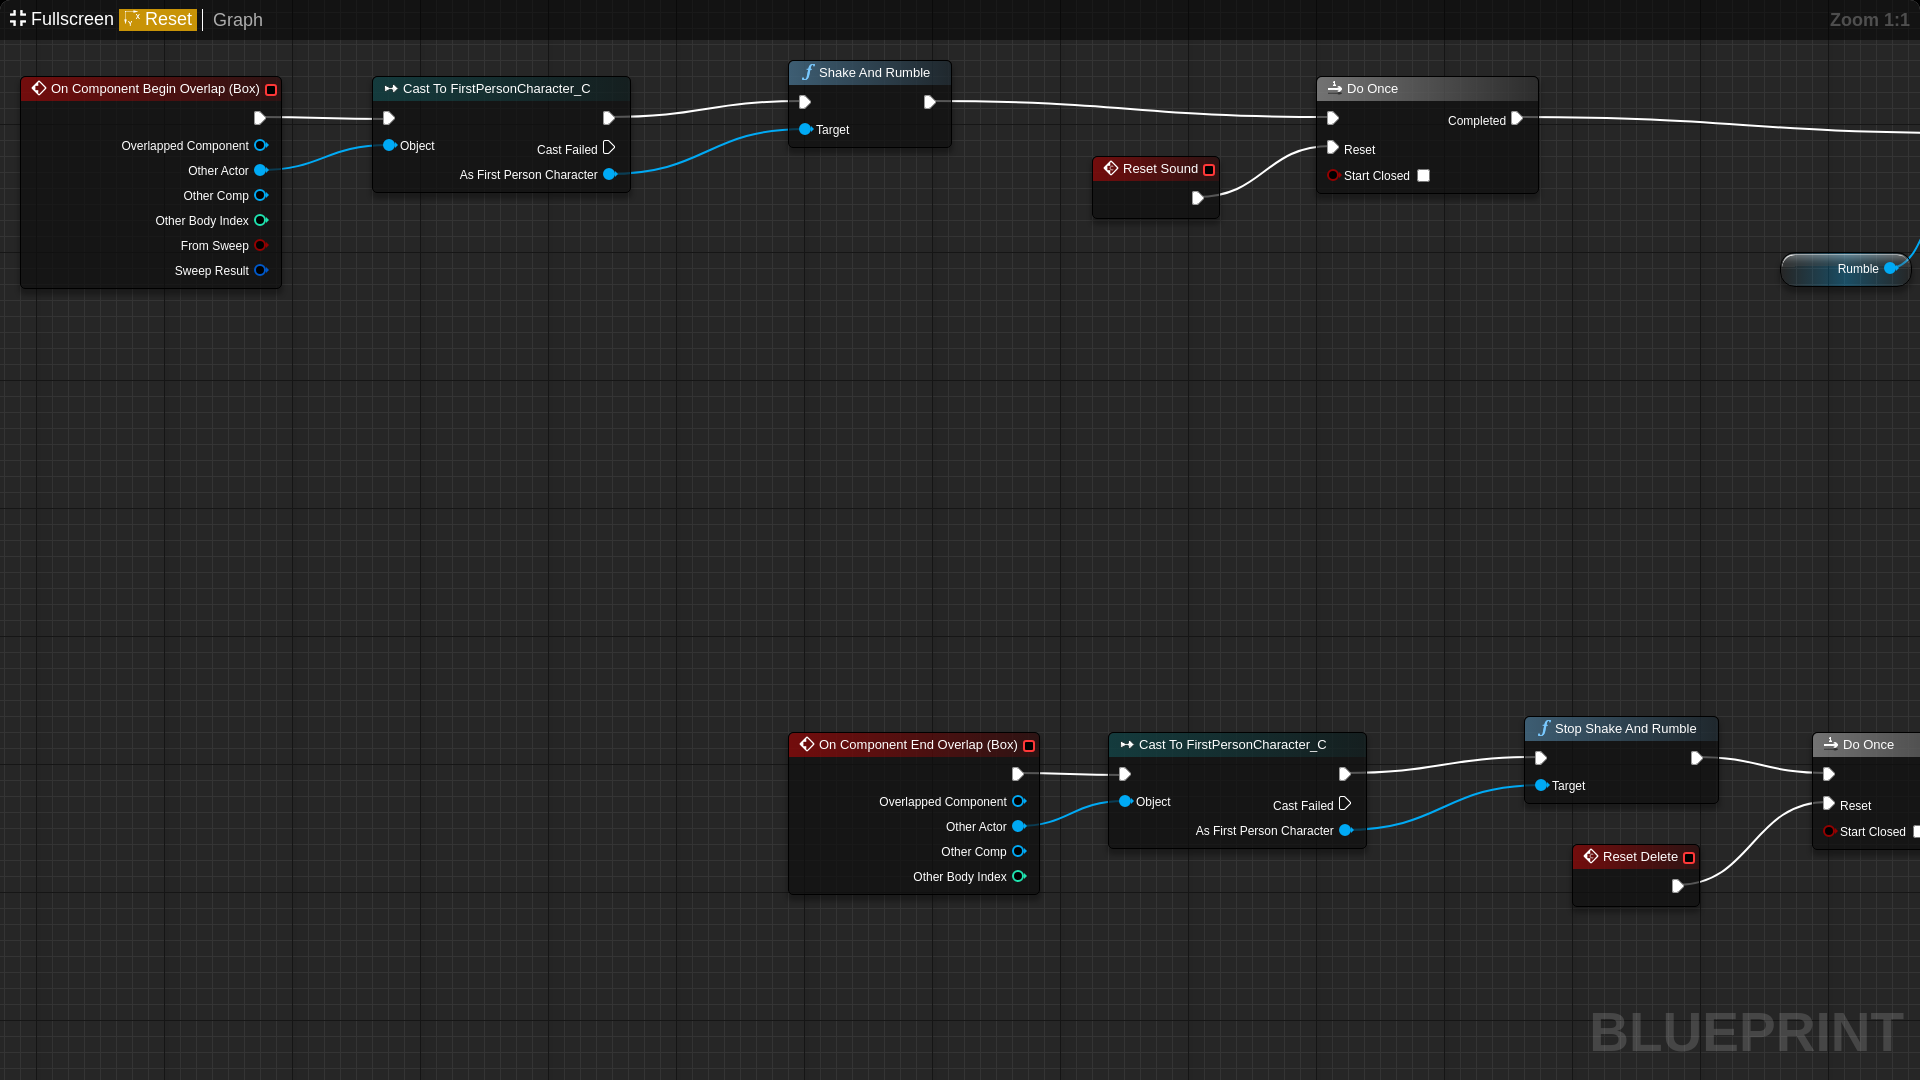 Fullscreen Reset Graph
Zoom 1:1
On Component Begin Overlap (Box)
Overlapped Component
Other Actor
Other Comp
Other Body Index
From Sweep
Sweep Result
Cast To FirstPersonCharacter_C
Object
Cast Failed
As First Person Character
Shake And Rumble
Target
Reset Sound
Do Once
Completed
Reset
Start Closed
Rumble
On Component End Overlap (Box)
Overlapped Component
Other Actor
Other Comp
Other Body Index
Cast To FirstPersonCharacter_C
Object
Cast Failed
As First Person Character
Stop Shake And Rumble
Target
Reset Delete
Do Once
Reset
Start Closed
BLUEPRINT